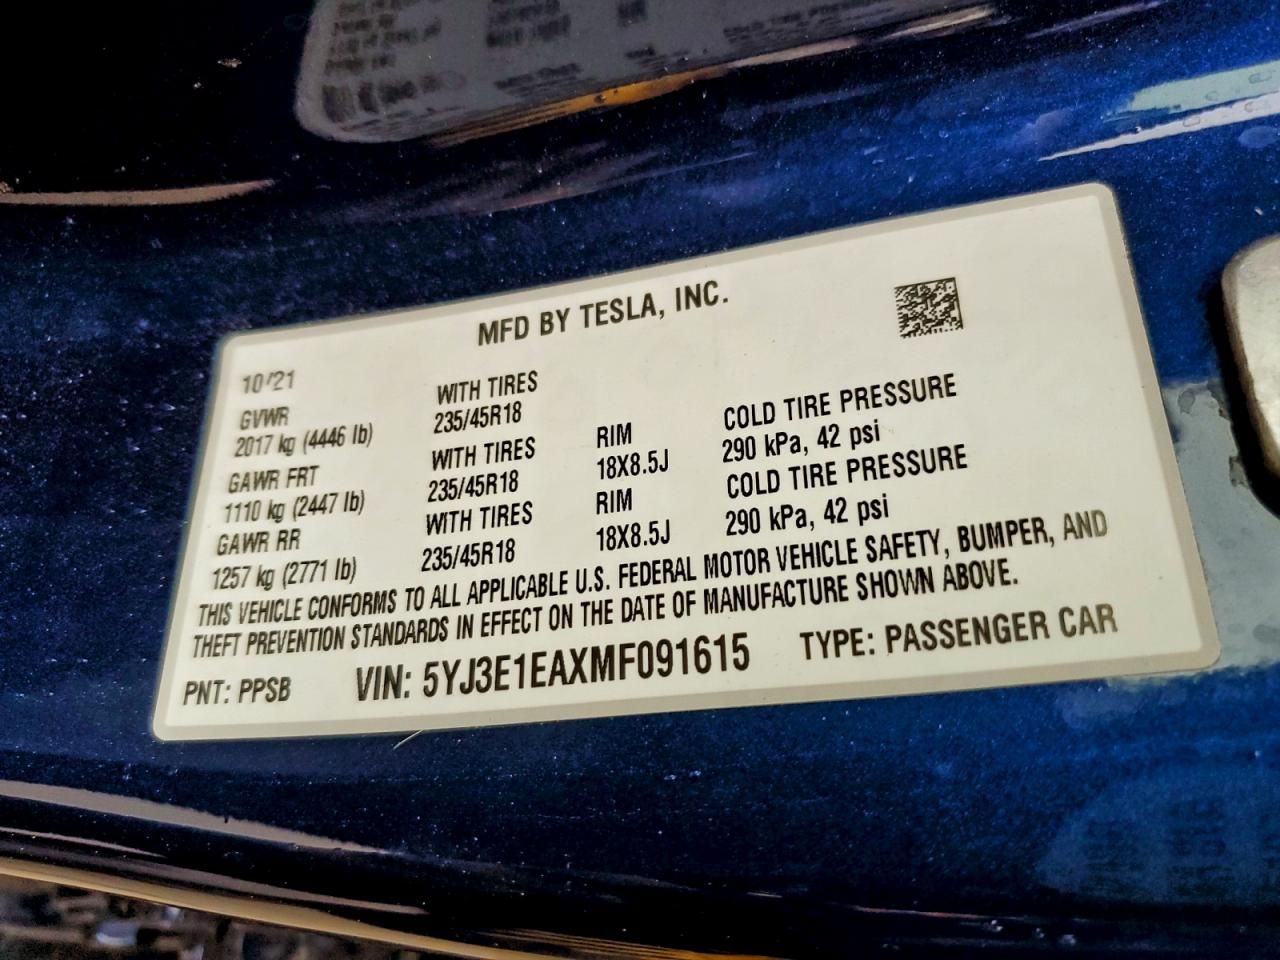 MFD BY TESLA, INC.
10/21
GVWR WITH TIRES
2017 kg (4446 lb) 235/45R18
GAWR FRT WITH TIRES RIM COLD TIRE PRESSURE
1110 kg (2447 lb) 235/45R18 18X8.5J 290 kPa, 42 psi
GAWR RR WITH TIRES RIM COLD TIRE PRESSURE
1257 kg (2771 lb) 235/45R18 18X8.5J 290 kPa, 42 psi
THIS VEHICLE CONFORMS TO ALL APPLICABLE U.S. FEDERAL MOTOR VEHICLE SAFETY, BUMPER, AND
THEFT PREVENTION STANDARDS IN EFFECT ON THE DATE OF MANUFACTURE SHOWN ABOVE.
PNT: PPSB VIN: 5YJ3E1EAXMF091615 TYPE: PASSENGER CAR